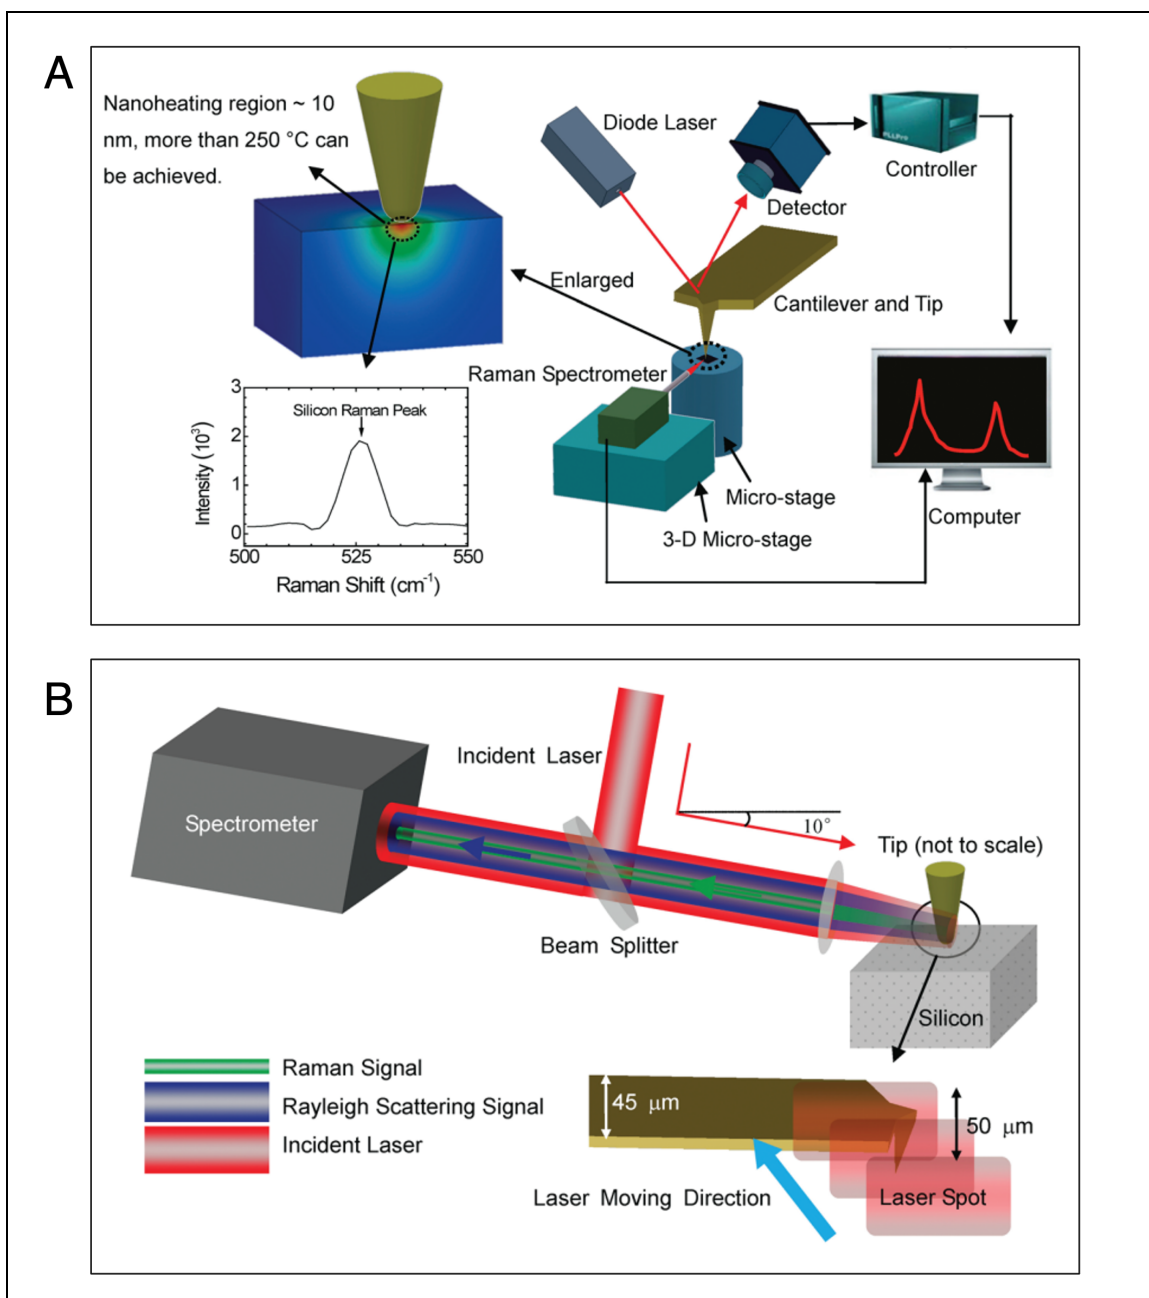 A
Nanoheating region ~ 10
nm, more than 250 °C can
be achieved.
Diode Laser
Detector
PLLPro
Controller
Enlarged
Cantilever and Tip
Raman Spectrometer
Micro-stage
3-D Micro-stage
Computer
3
2
1
0
Intensity (10³)
Silicon Raman Peak
500
525
550
Raman Shift (cm⁻¹)
B
Incident Laser
Spectrometer
10°
Tip (not to scale)
Beam Splitter
Silicon
Raman Signal
Rayleigh Scattering Signal
Incident Laser
45 μm
50 μm
Laser Moving Direction
Laser Spot